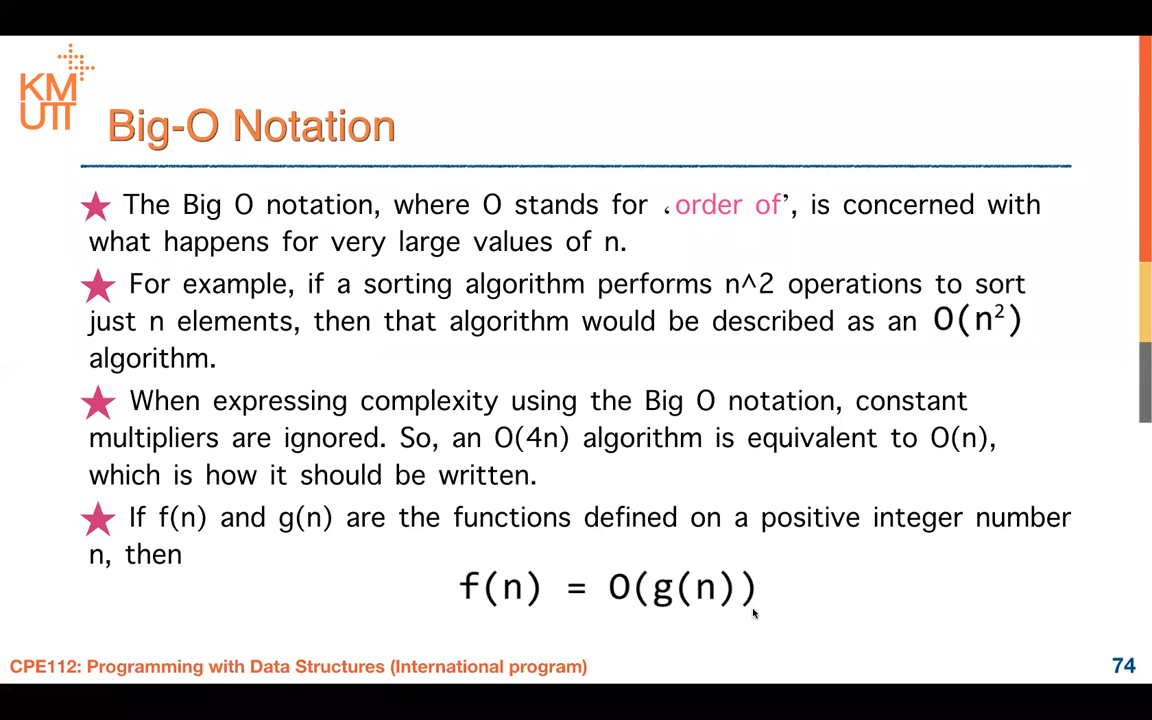 KM
UTT
Big-O Notation
★ The Big O notation, where O stands for ‘order of’, is concerned with
what happens for very large values of n.
★ For example, if a sorting algorithm performs n^2 operations to sort
just n elements, then that algorithm would be described as an O(n²)
algorithm.
★ When expressing complexity using the Big O notation, constant
multipliers are ignored. So, an O(4n) algorithm is equivalent to O(n),
which is how it should be written.
★ If f(n) and g(n) are the functions defined on a positive integer number
n, then
f(n) = O(g(n))
CPE112: Programming with Data Structures (International program)
74